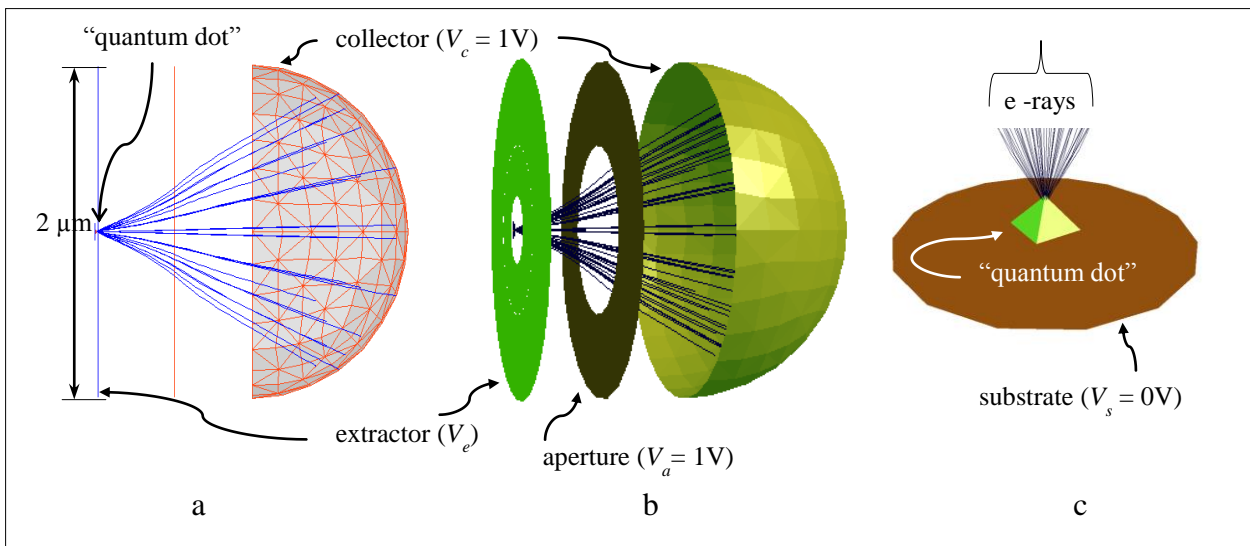 “quantum dot”
collector (V_c = 1V)
2 μm
extractor (V_e)
aperture (V_a = 1V)
e -rays
“quantum dot”
substrate (V_s = 0V)
a
b
c